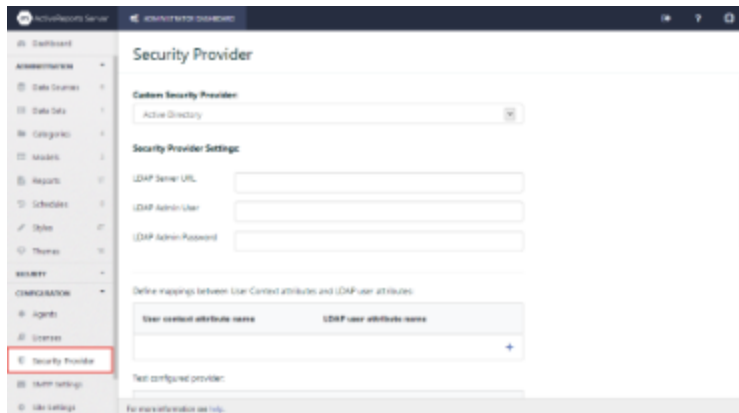 ActiveReports Server
ADMINISTRATOR DASHBOARD
?
Dashboard
Security Provider
ADMINISTRATION
Data Sources
Custom Security Provider:
Data Sets
Active Directory
Categories
Models
Security Provider Settings:
Reports
LDAP Server URL
Schedules
LDAP Admin User
Styles
LDAP Admin Password
Themes
SECURITY
CONFIGURATION
Define mappings between User Context attributes and LDAP user attributes:
Agents
User context attribute name LDAP user attribute name
Licenses
+
Security Provider
SMTP Settings
Test configured provider:
Site Settings
For more information see help.